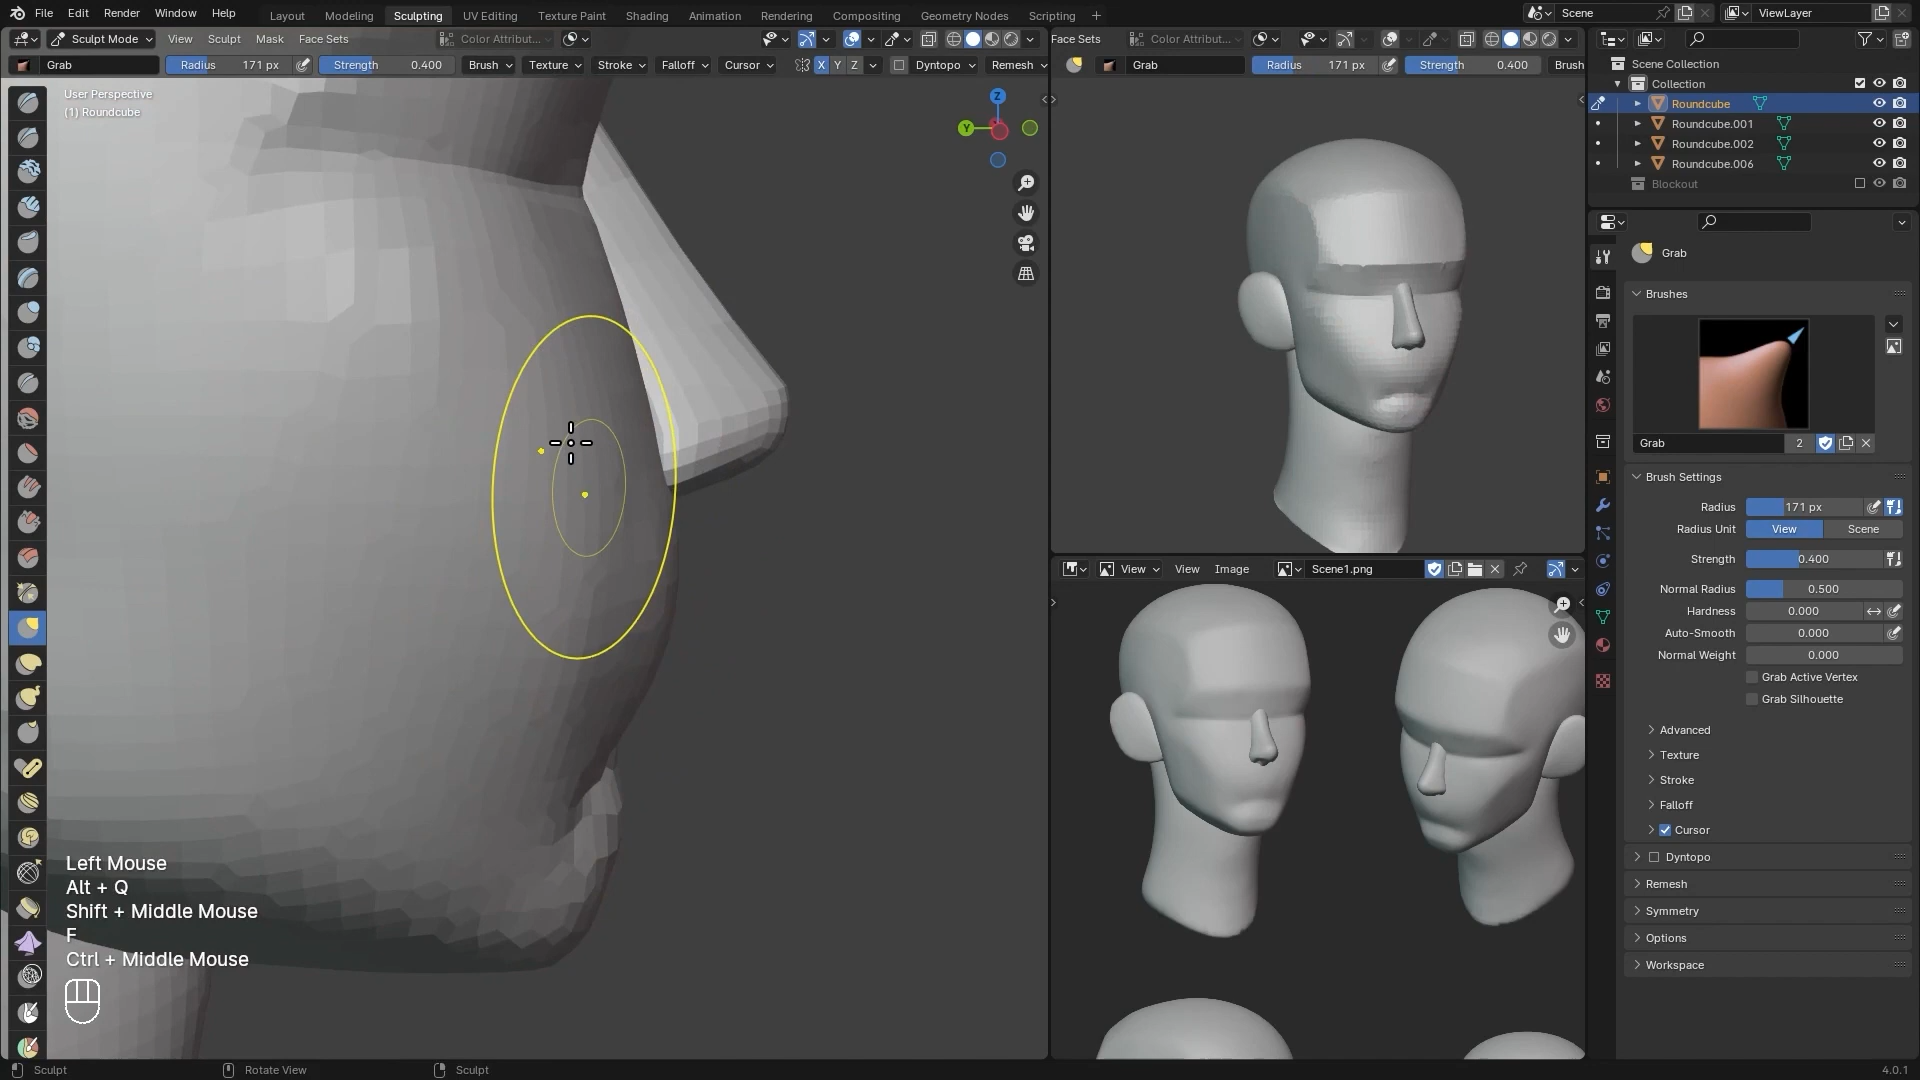 File Edit Render Window Help
Layout Modeling Sculpting UV Editing Texture Paint Shading Animation Rendering Compositing Geometry Nodes Scripting +
Scene
ViewLayer
Sculpt Mode View Sculpt Mask Face Sets Color Attribut...
Face Sets Color Attribut...
Grab Radius 171 px Strength 0.400 Brush Texture Stroke Falloff Cursor X Y Z Dyntopo Remesh
Grab Radius 171 px Strength 0.400 Brush
User Perspective
(1) Roundcube
Z
Y
Scene Collection
Collection
Roundcube
Roundcube.001
Roundcube.002
Roundcube.006
Blockout
Grab
Brushes
Grab 2
Brush Settings
Radius 171 px
Radius Unit View Scene
Strength 0.400
Normal Radius 0.500
Hardness 0.000
Auto-Smooth 0.000
Normal Weight 0.000
Grab Active Vertex
Grab Silhouette
Advanced
Texture
Stroke
Falloff
Cursor
Dyntopo
Remesh
Symmetry
Options
Workspace
View View Image Scene1.png
Left Mouse
Alt + Q
Shift + Middle Mouse
F
Ctrl + Middle Mouse
Sculpt Rotate View Sculpt
4.0.1